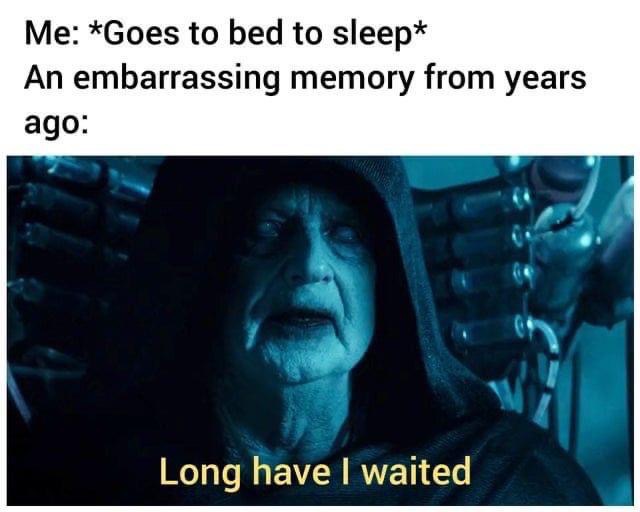 Me: *Goes to bed to sleep*
An embarrassing memory from years
ago:
Long have I waited